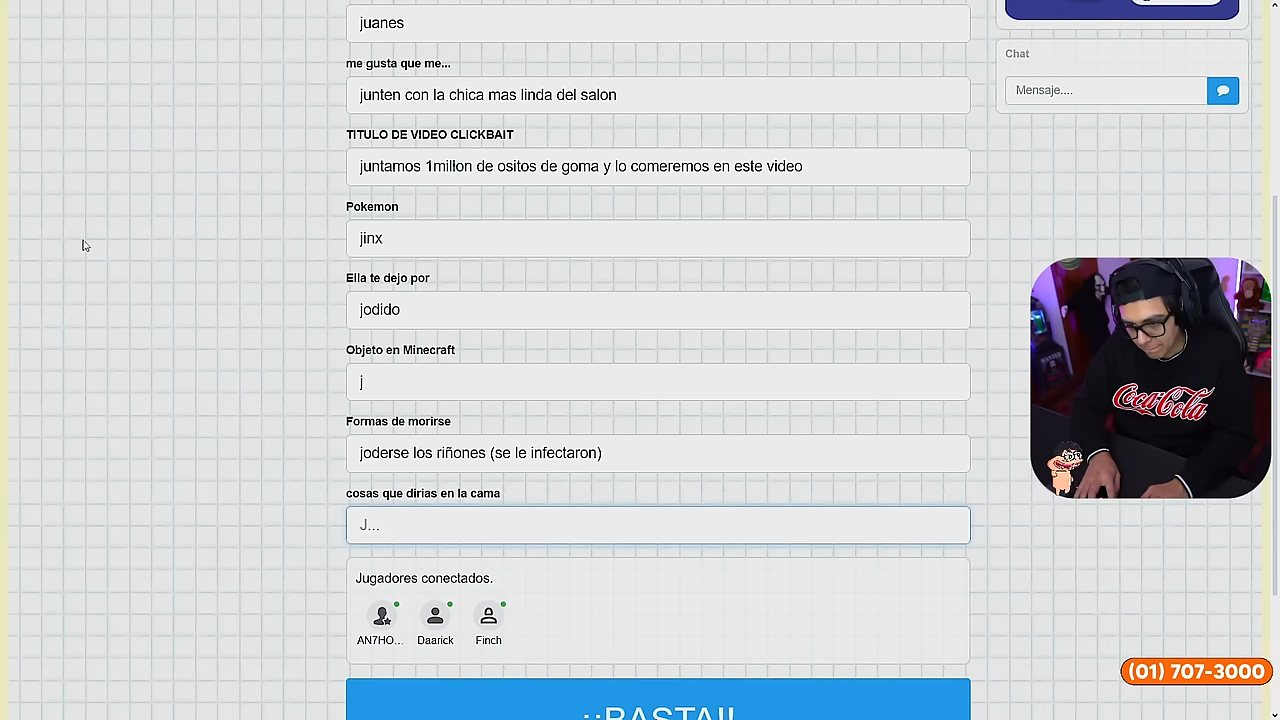 juanes
Chat
me gusta que me...
Mensaje....
junten con la chica mas linda del salon
TITULO DE VIDEO CLICKBAIT
juntamos 1millon de ositos de goma y lo comeremos en este video
Pokemon
jinx
Ella te dejo por
jodido
Objeto en Minecraft
j
Coca-Cola
Formas de morirse
joderse los riñones (se le infectaron)
cosas que dirias en la cama
J...
Jugadores conectados.
AN7HO...
Daarick
Finch
(01) 707-3000
¡¡BASTA!!